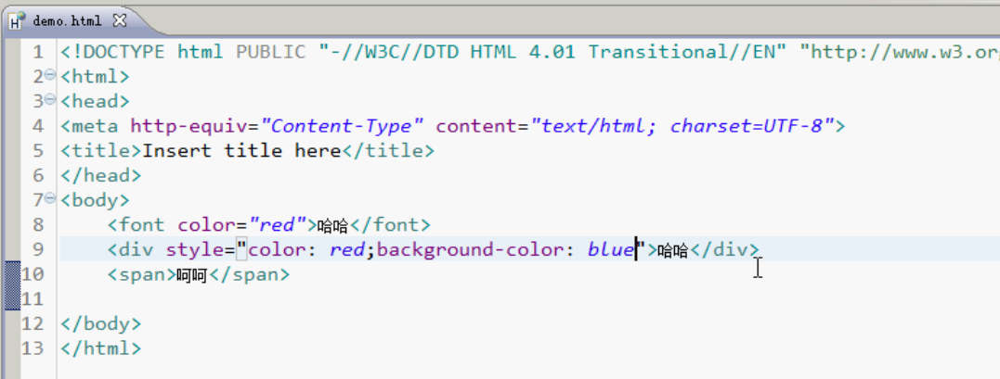 demo.html
1 <!DOCTYPE html PUBLIC "-//W3C//DTD HTML 4.01 Transitional//EN" "http://www.w3.or
2 <html>
3 <head>
4 <meta http-equiv="Content-Type" content="text/html; charset=UTF-8">
5 <title>Insert title here</title>
6 </head>
7 <body>
8 <font color="red">哈哈</font>
9 <div style="color: red;background-color: blue">哈哈</div>
10 <span>呵呵</span>
11
12 </body>
13 </html>